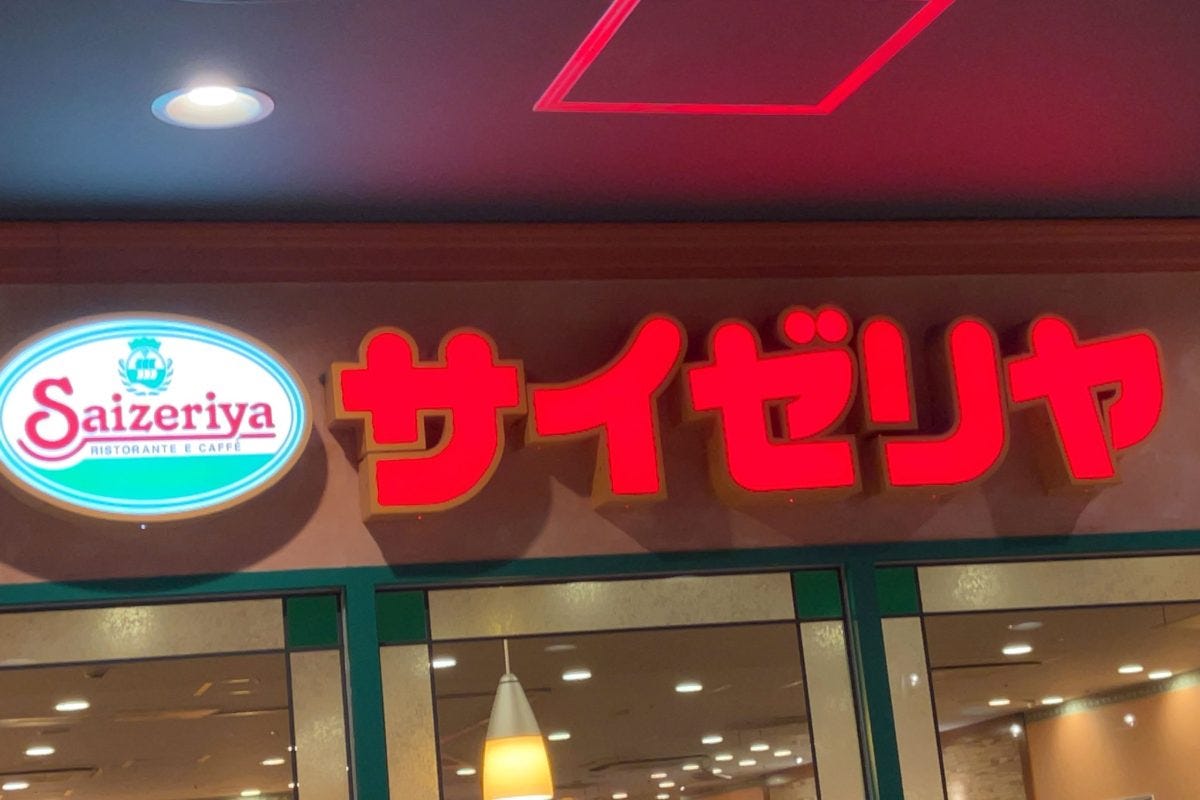 Saizeriya
RISTORANTE E CAFFÈ
サイゼリヤ